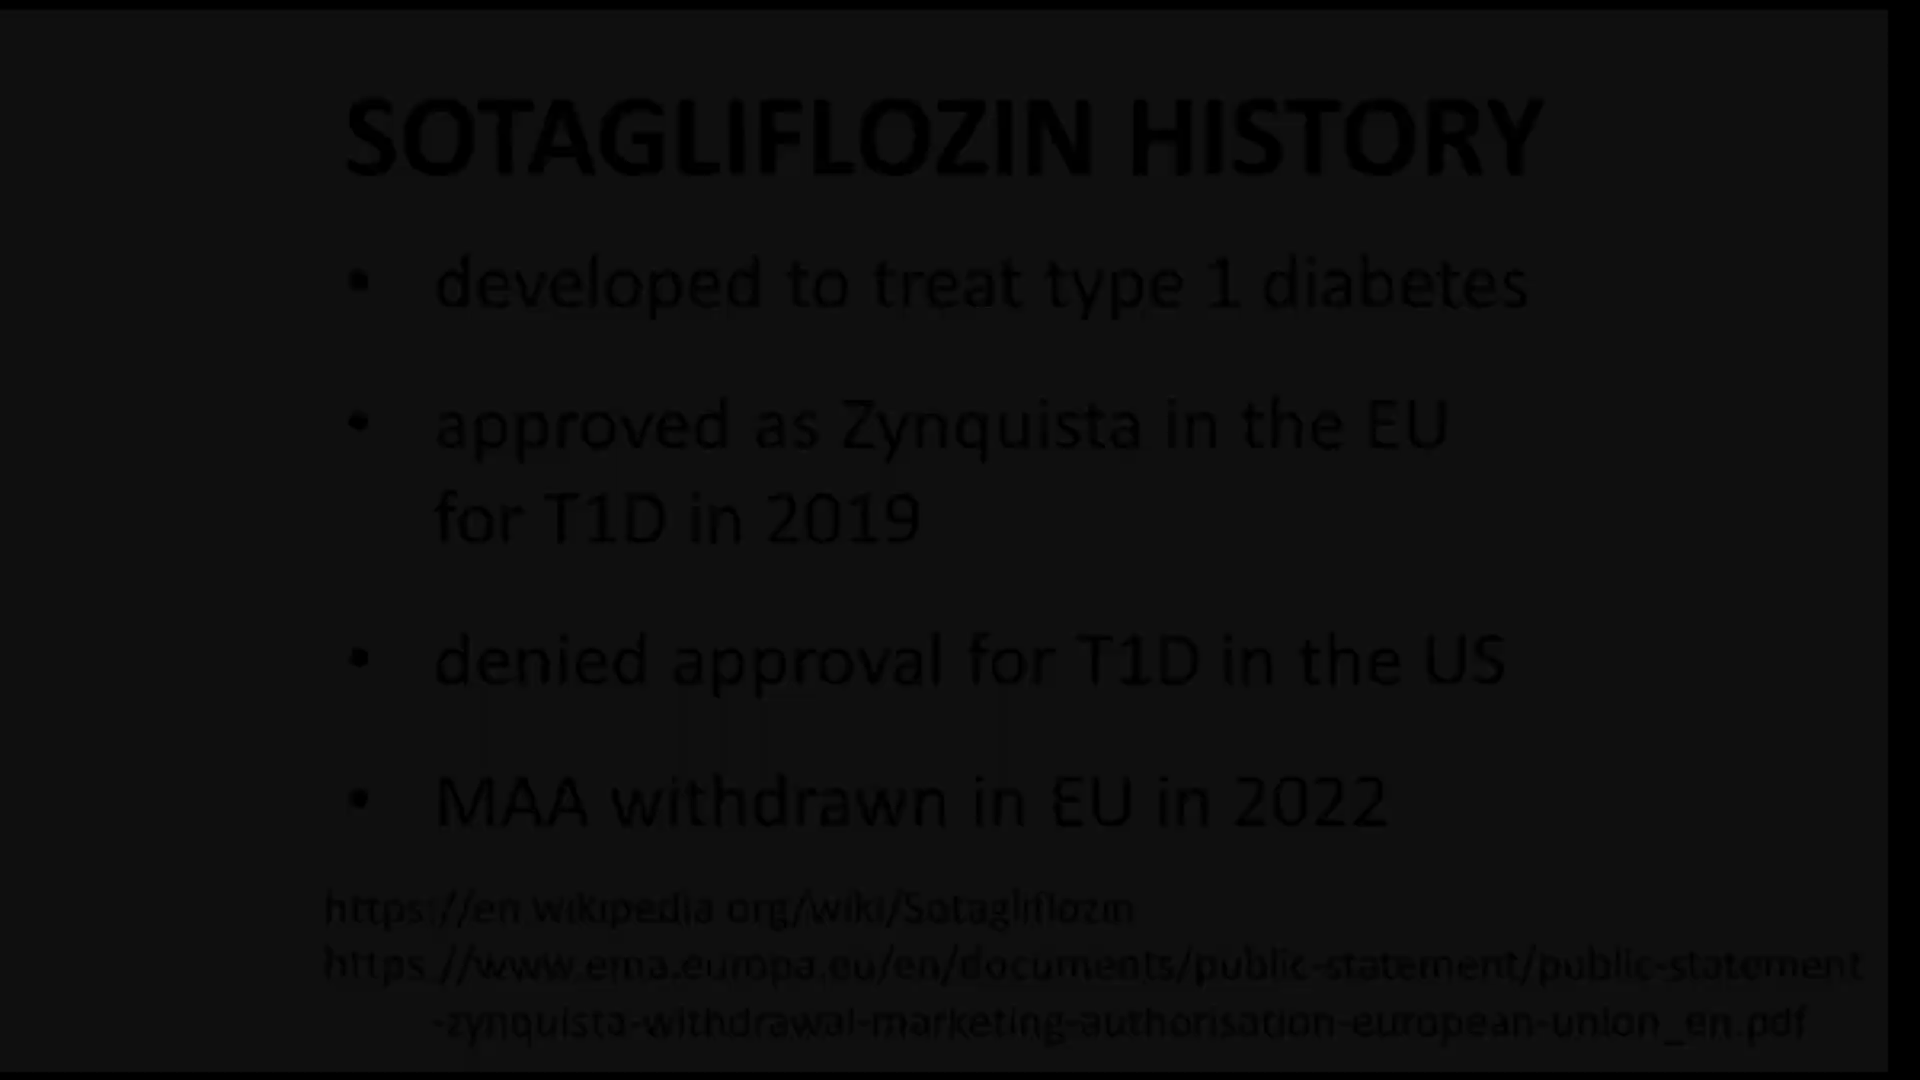 SOTAGLIFLOZIN HISTORY
• developed to treat type 1 diabetes
• approved as Zynquista in the EU
for T1D in 2019
• denied approval for T1D in the US
• MAA withdrawn in EU in 2022
https://en.wikipedia.org/wiki/Sotagliflozin
https://www.ema.europa.eu/en/documents/public-statement/public-statement
-zynquista-withdrawal-marketing-authorisation-european-union_en.pdf